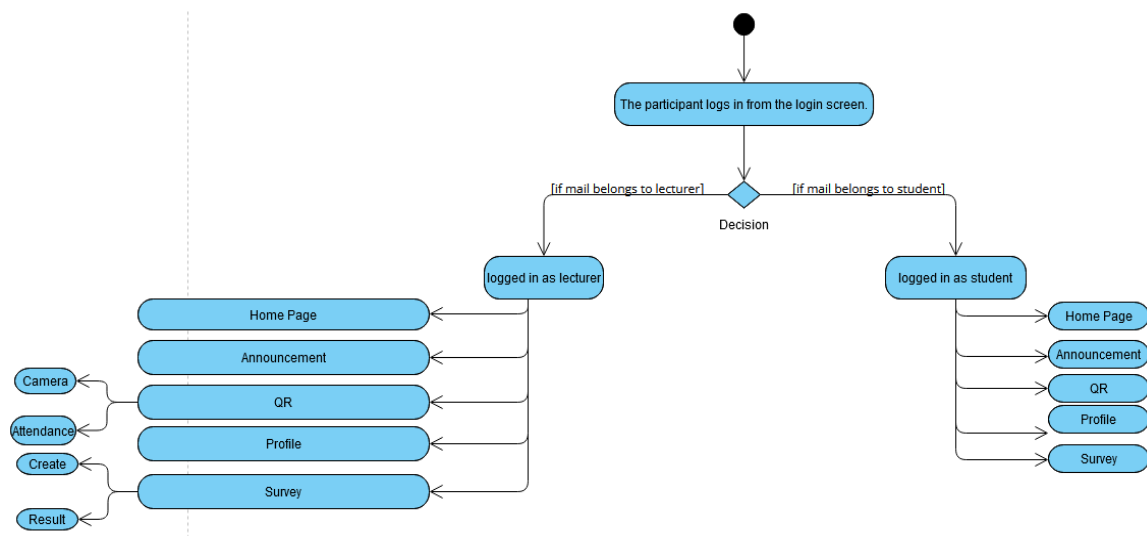 The participant logs in from the login screen.
[if mail belongs to lecturer]
[if mail belongs to student]
Decision
logged in as lecturer
logged in as student
Home Page
Announcement
QR
Profile
Survey
Camera
Attendance
Create
Result
Home Page
Announcement
QR
Profile
Survey